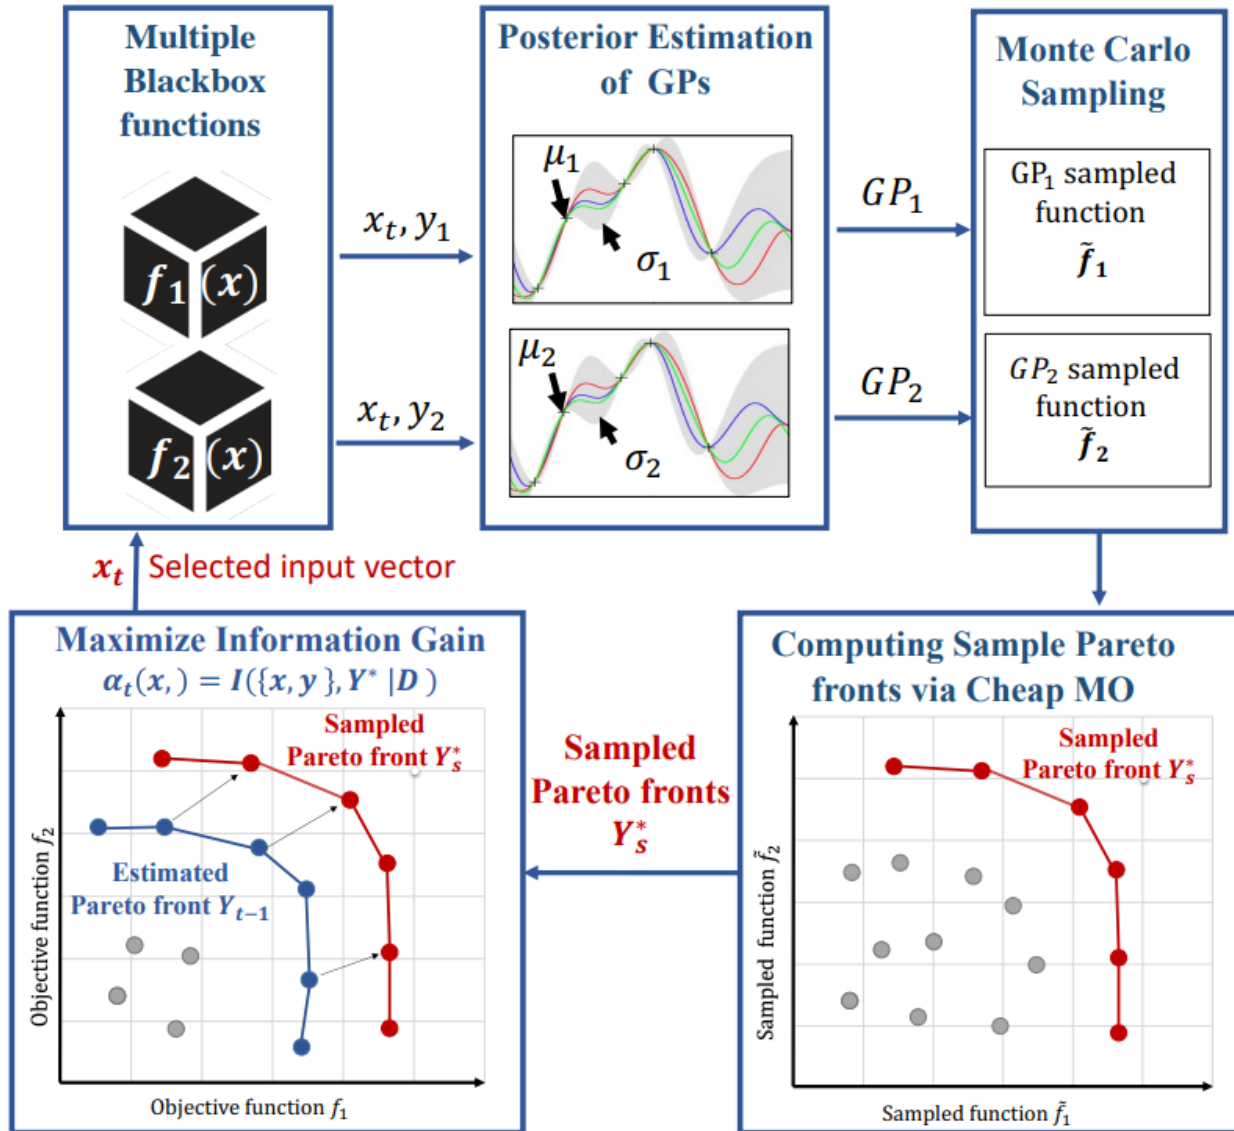 Multiple
Blackbox
functions
f₁(x)
f₂(x)
xₜ, y₁
xₜ, y₂
Posterior Estimation
of GPs
μ₁
σ₁
μ₂
σ₂
GP₁
GP₂
Monte Carlo
Sampling
GP₁ sampled
function
f̃₁
GP₂ sampled
function
f̃₂
xₜ Selected input vector
Maximize Information Gain
αₜ(x,) = I({x, y }, Y* |D )
Sampled
Pareto front Yₛ*
Estimated
Pareto front Yₜ₋₁
Objective function f₂
Objective function f₁
Sampled
Pareto fronts
Yₛ*
Computing Sample Pareto
fronts via Cheap MO
Sampled
Pareto front Yₛ*
Sampled function f̃₂
Sampled function f̃₁